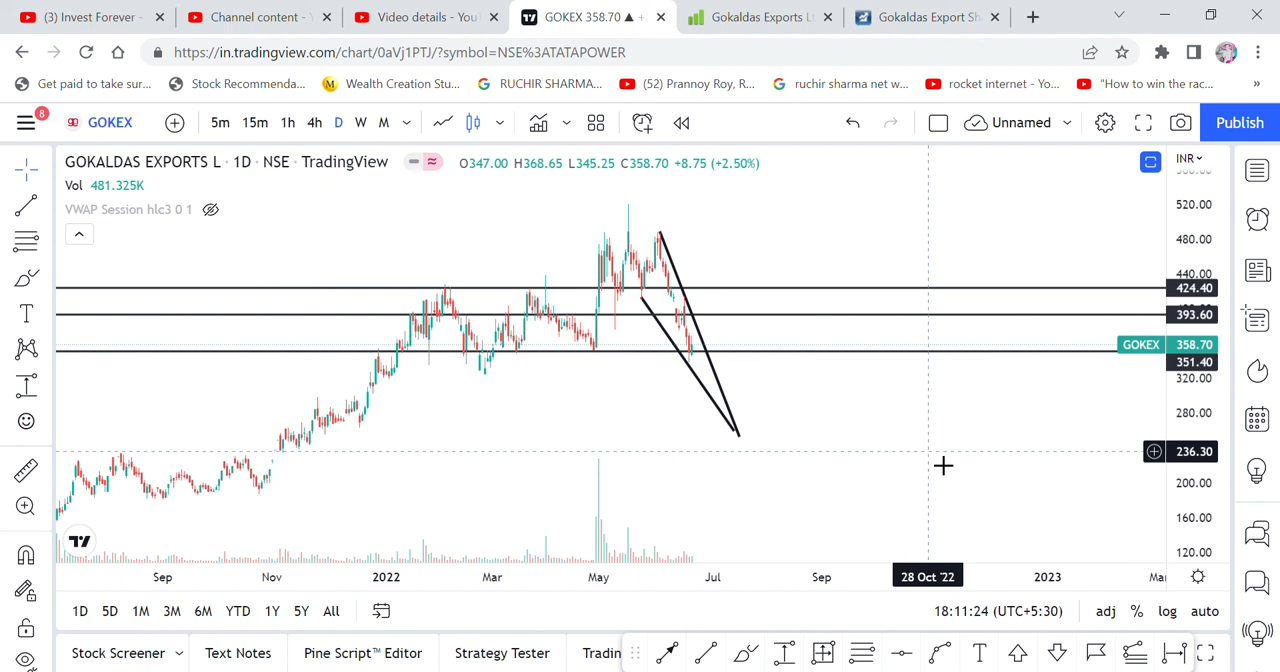 (3) Invest Forever -
Channel content - Y
Video details - You
GOKEX 358.70 ▲ +
Gokaldas Exports Lt
Gokaldas Export Sh
https://in.tradingview.com/chart/0aVj1PTJ/?symbol=NSE%3ATATAPOWER
Get paid to take sur...
Stock Recommenda...
Wealth Creation Stu...
RUCHIR SHARMA...
(52) Prannoy Roy, R...
ruchir sharma net w...
rocket internet - Yo...
"How to win the rac...
»
8
GOKEX
5m 15m 1h 4h D W M
Unnamed
Publish
GOKALDAS EXPORTS L · 1D · NSE · TradingView
O347.00 H368.65 L345.25 C358.70 +8.75 (+2.50%)
INR
Vol 481.325K
VWAP Session hlc3 0 1
560.00
520.00
480.00
440.00
424.40
400.00
393.60
GOKEX 358.70
351.40
320.00
280.00
236.30
200.00
160.00
120.00
Sep
Nov
2022
Mar
May
Jul
Sep
28 Oct '22
2023
Mar
1D 5D 1M 3M 6M YTD 1Y 5Y All
18:11:24 (UTC+5:30)
adj % log auto
Stock Screener
Text Notes
Pine Script™ Editor
Strategy Tester